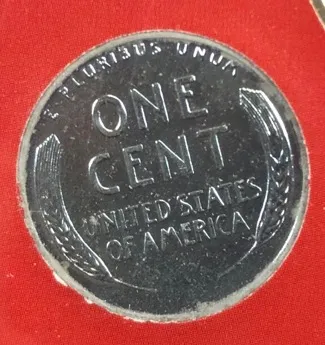 E PLURIBUS UNUM
ONE
CENT
UNITED STATES
OF AMERICA